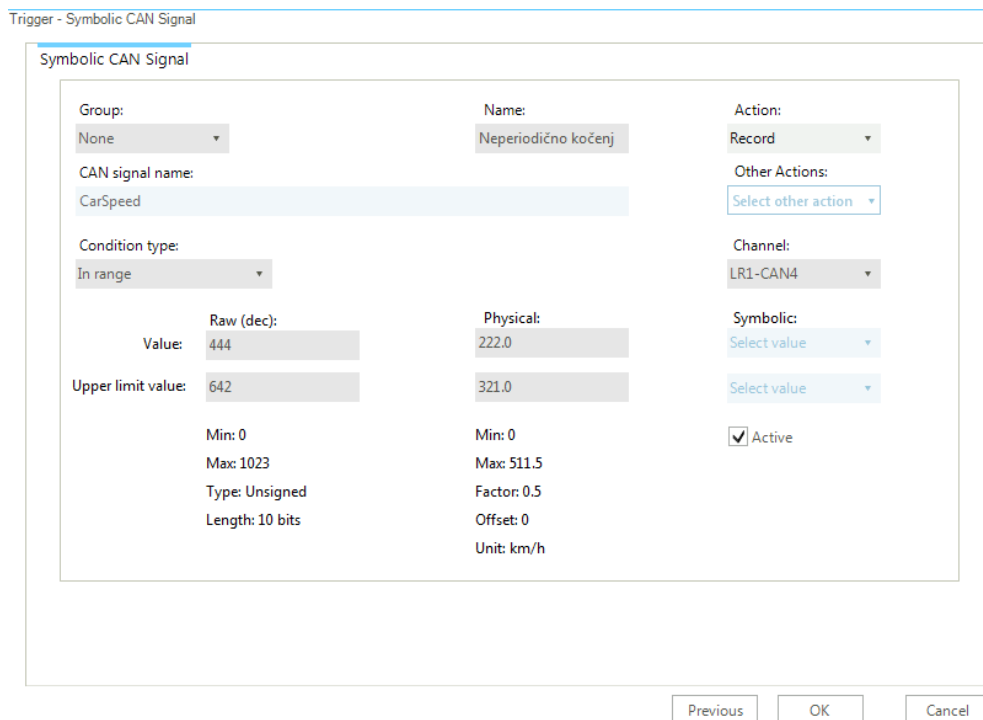 Trigger - Symbolic CAN Signal
Symbolic CAN Signal
Group: Name: Action:
None Neperiodično kočenj Record
CAN signal name: Other Actions:
CarSpeed Select other action
Condition type: Channel:
In range LR1-CAN4
Raw (dec): Physical: Symbolic:
Value: 444 222.0 Select value
Upper limit value: 642 321.0 Select value
Min: 0 Min: 0 Active
Max: 1023 Max: 511.5
Type: Unsigned Factor: 0.5
Length: 10 bits Offset: 0
Unit: km/h
Previous OK Cancel